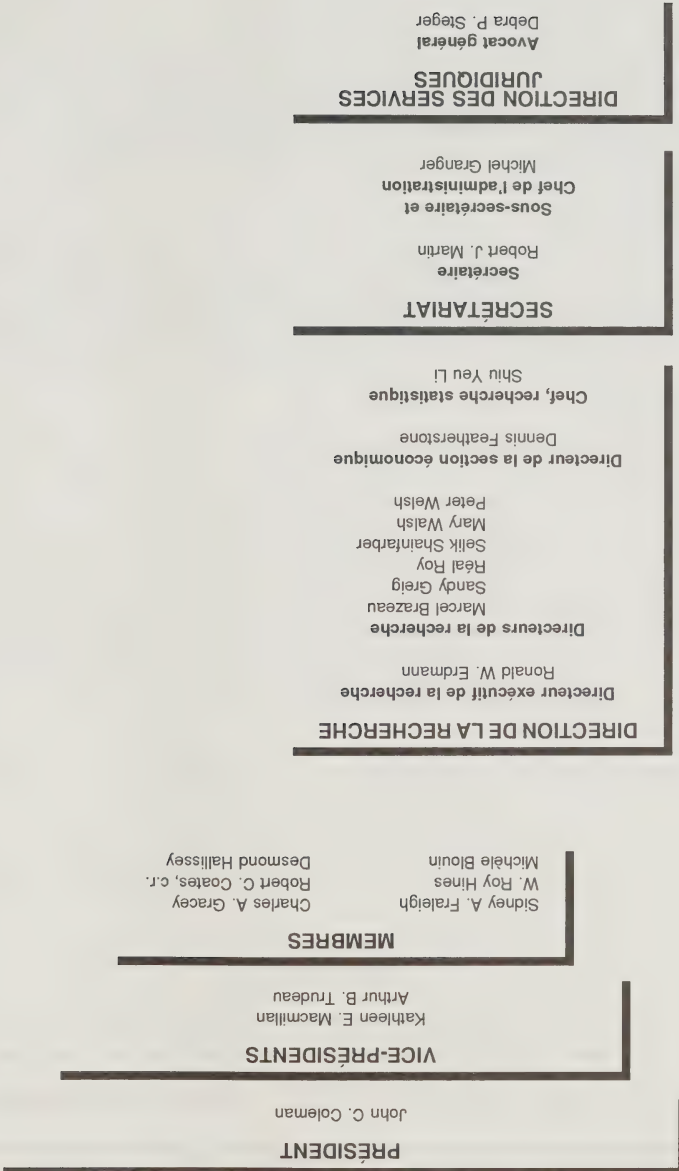 PRÉSIDENT
John C. Coleman
VICE-PRÉSIDENTS
Kathleen E. Macmillan
Arthur B. Trudeau
MEMBRES
Sidney A. Fraleigh
W. Roy Hines
Michèle Blouin
Charles A. Gracey
Robert C. Coates, c.r.
Desmond Hallissey
DIRECTION DE LA RECHERCHE
Directeur exécutif de la recherche
Ronald W. Erdmann
Directeurs de la recherche
Marcel Brazeau
Sandy Greig
Réal Roy
Selik Shainfarber
Mary Walsh
Peter Welsh
Directeur de la section économique
Dennis Featherstone
Chef, recherche statistique
Shiu Yeu Li
SECRÉTARIAT
Secrétaire
Robert J. Martin
Sous-secrétaire et
Chef de l'administration
Michel Granger
DIRECTION DES SERVICES
JURIDIQUES
Avocat général
Debra P. Steger